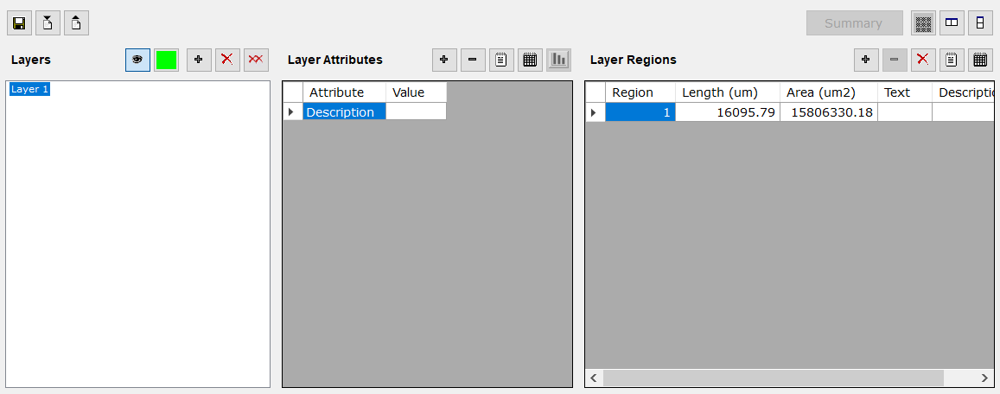 Summary
Layers
Layer Attributes
Layer Regions
Layer 1
Attribute Value
Description
Region Length (um) Area (um2) Text Descriptio
1 16095.79 15806330.18